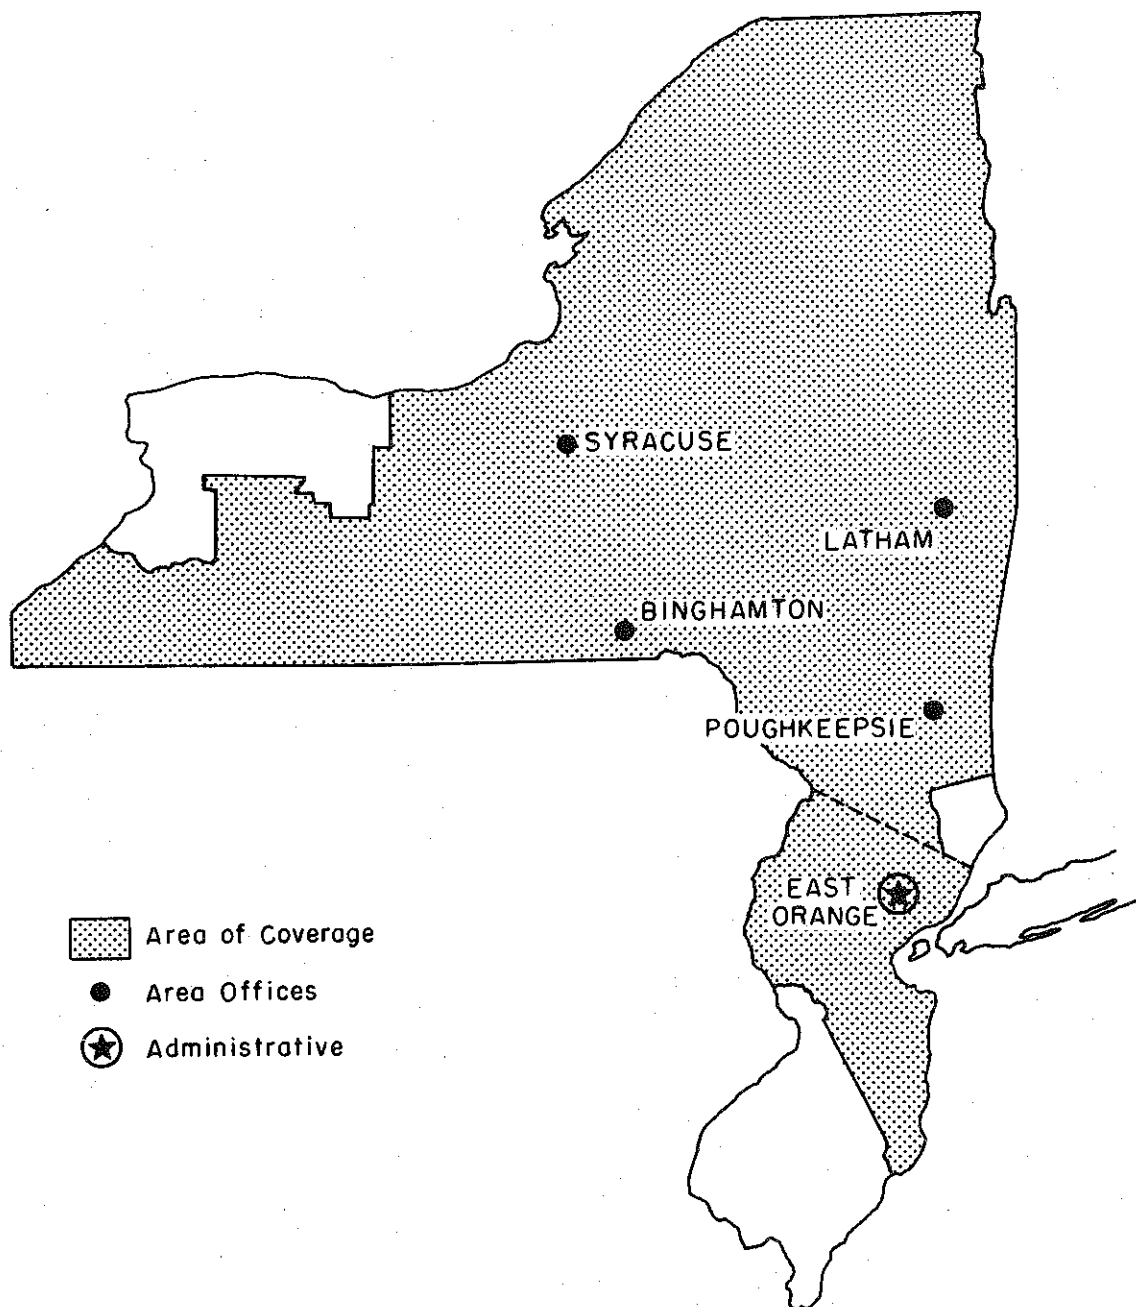 SYRACUSE
LATHAM
BINGHAMTON
POUGHKEEPSIE
EAST
ORANGE
Area of Coverage
Area Offices
Administrative